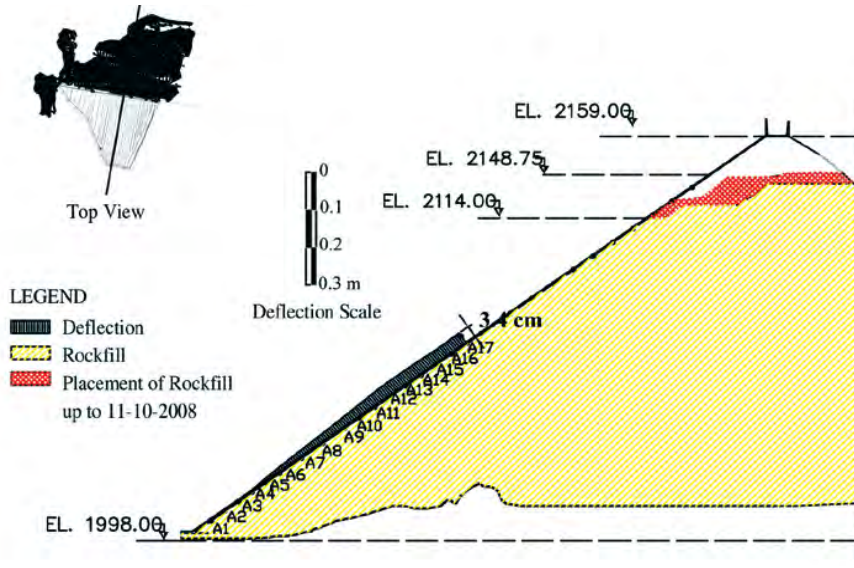 EL. 2159.00
EL. 2148.75
EL. 2114.00
Top View
0
0.1
0.2
0.3 m
Deflection Scale
LEGEND
Deflection
Rockfill
Placement of Rockfill
up to 11-10-2008
3.4 cm
A17
A16
A15
A14
A13
A12
A11
A10
A9
A8
A7
A6
A5
A4
A3
A2
A1
EL. 1998.00